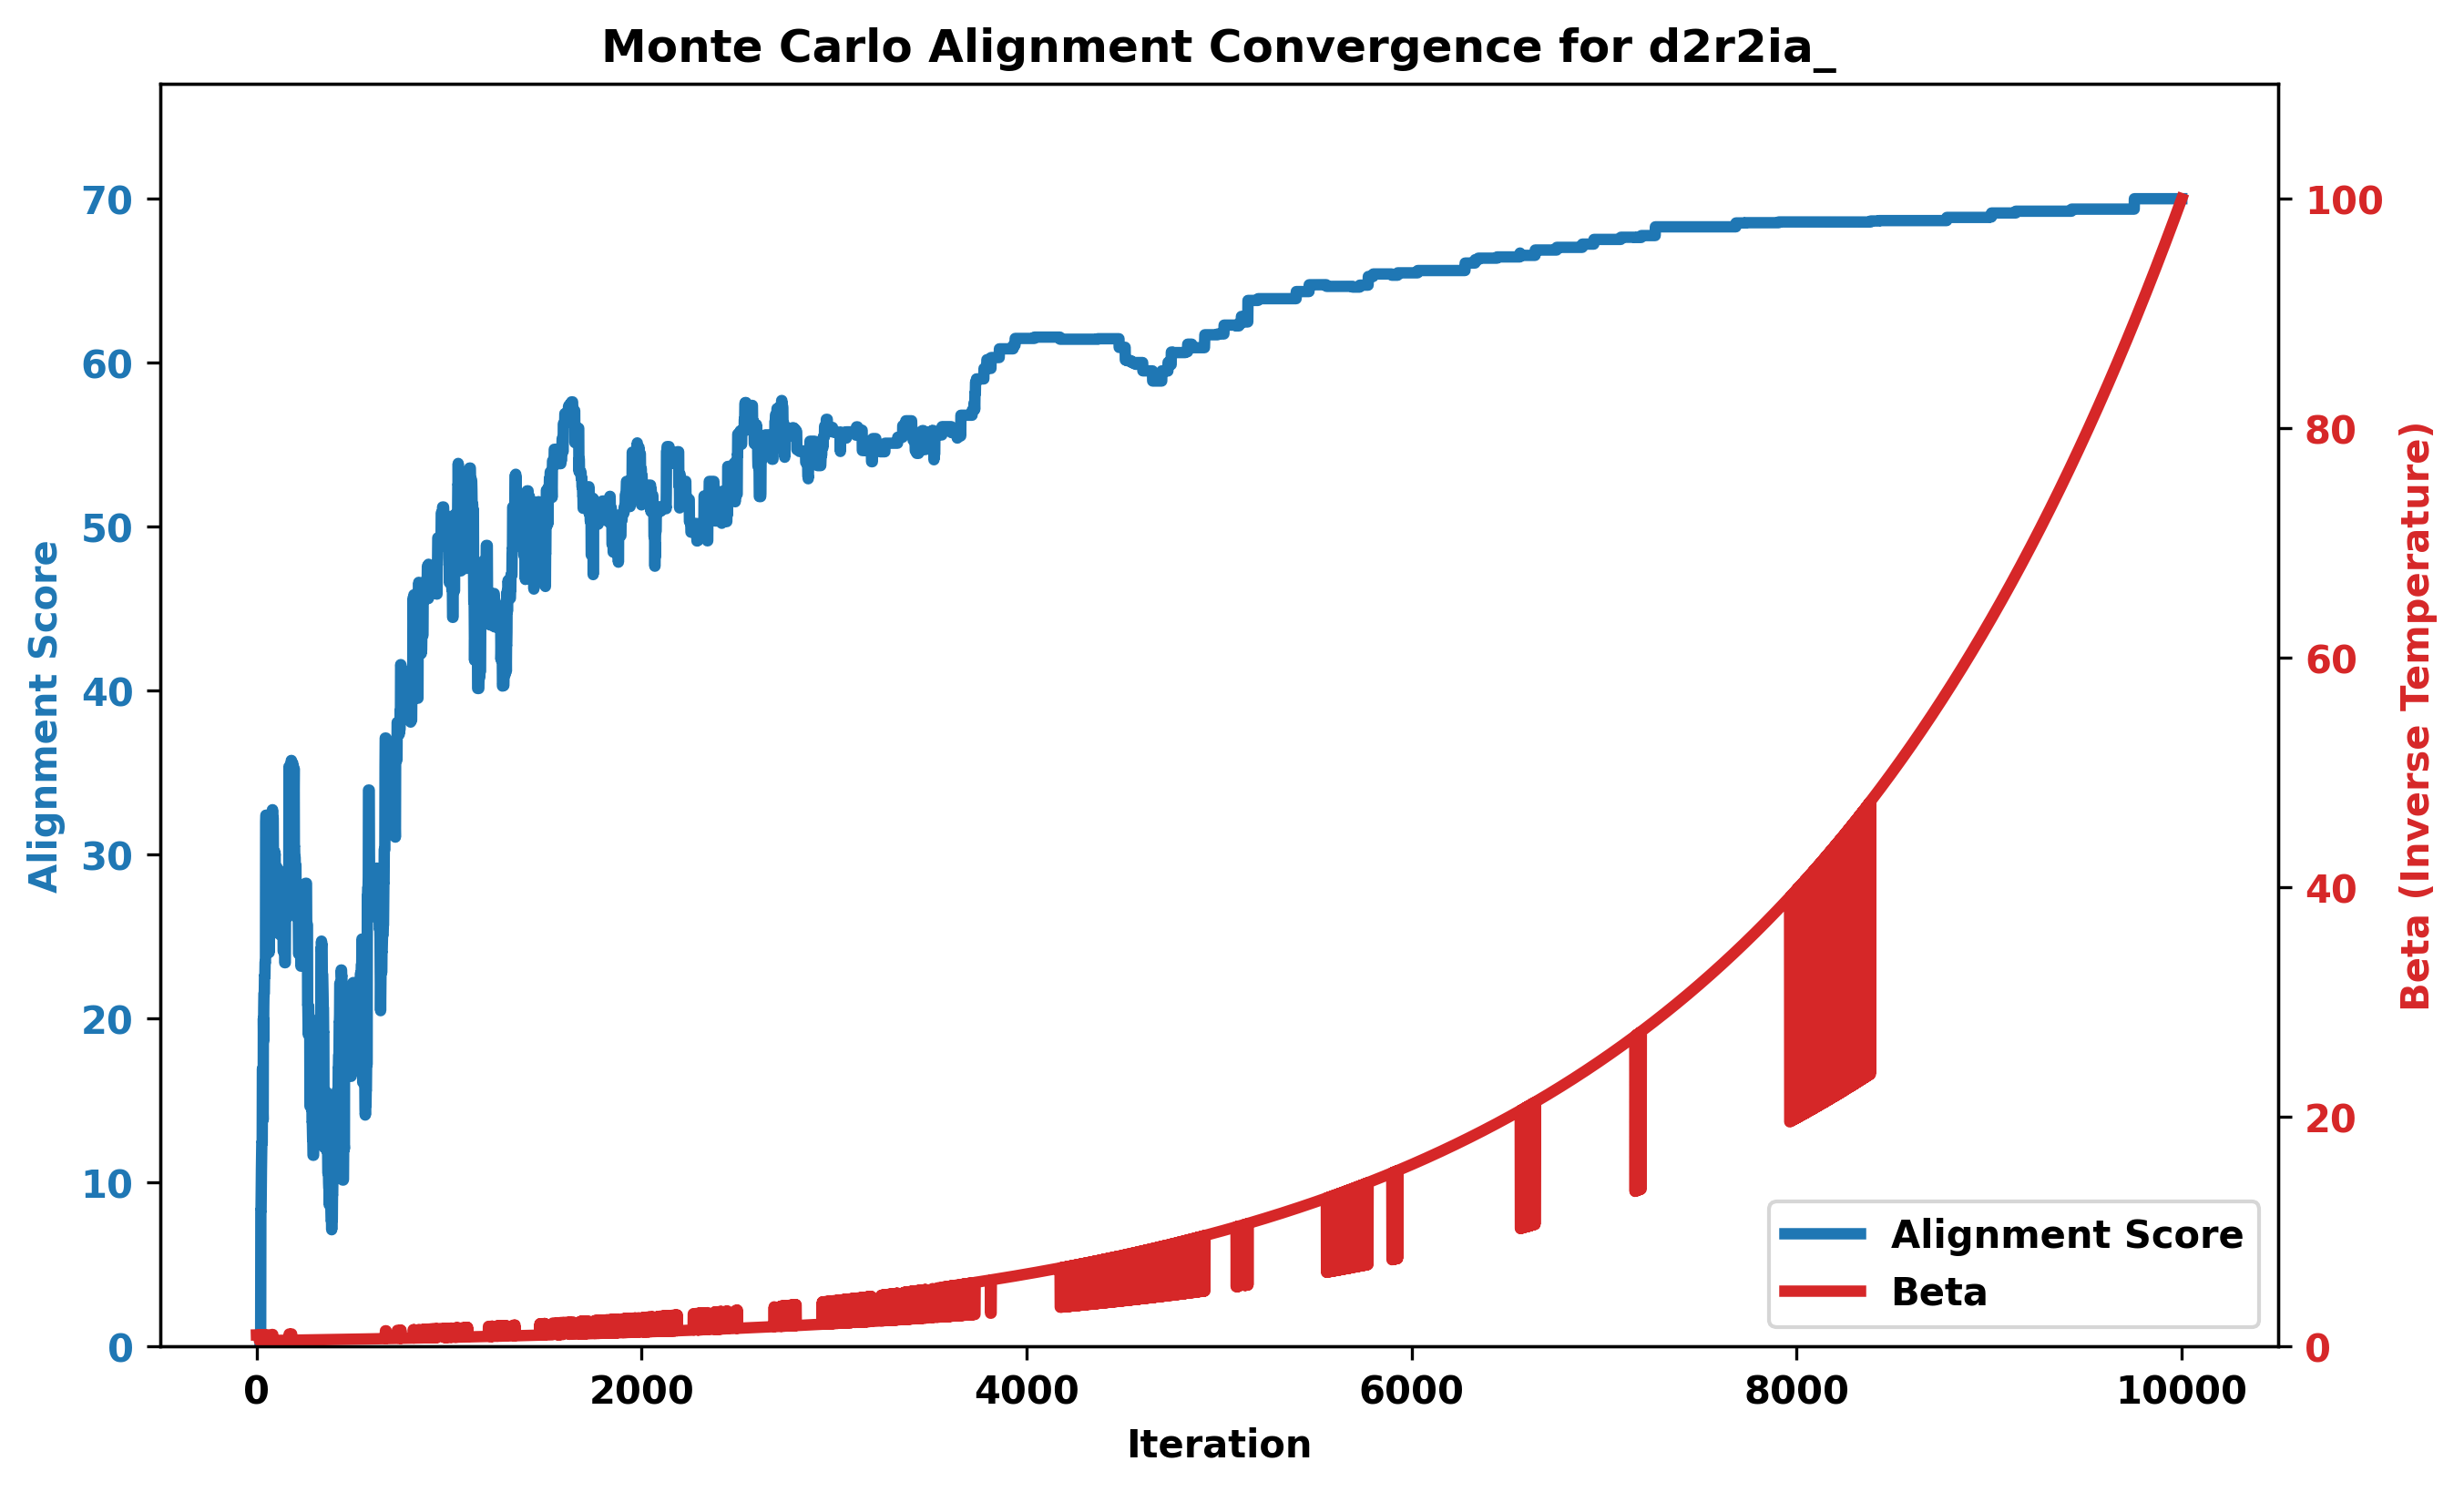 Monte Carlo Alignment Convergence for d2r2ia_
Alignment Score
70
60
50
40
30
20
10
0
100
80
60
40
20
0
Beta (Inverse Temperature)
Alignment Score
Beta
0 2000 4000 6000 8000 10000
Iteration